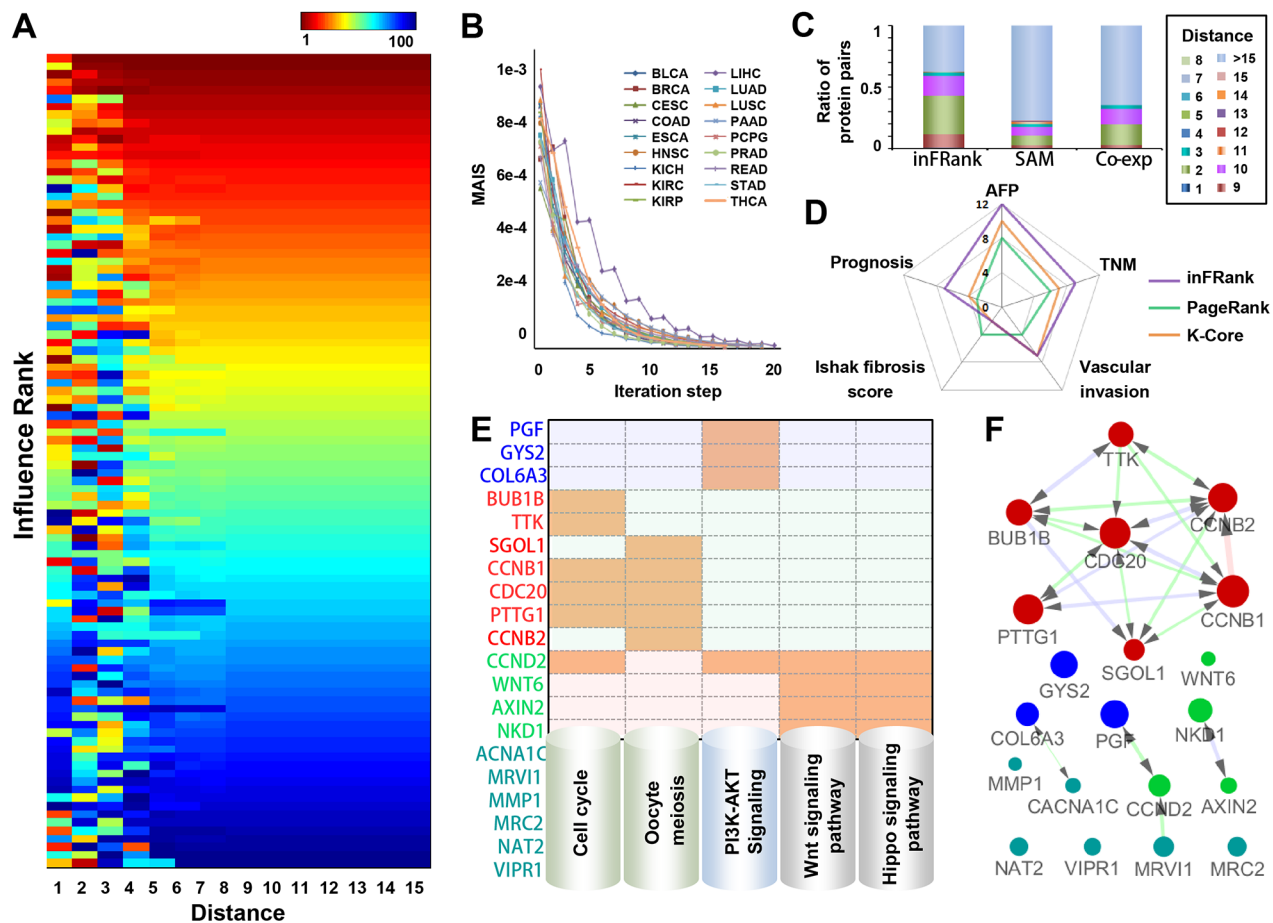 A
1
100
Influence Rank
1 2 3 4 5 6 7 8 9 10 11 12 13 14 15
Distance
B
MAIS
1e-3
8e-4
6e-4
4e-4
2e-4
0
0 5 10 15 20
Iteration step
BLCA
BRCA
CESC
COAD
ESCA
HNSC
KICH
KIRC
KIRP
LIHC
LUAD
LUSC
PAAD
PCPG
PRAD
READ
STAD
THCA
C
Ratio of
protein pairs
1
0.5
0
inFRank SAM Co-exp
Distance
8 >15
7 15
6 14
5 13
4 12
3 11
2 10
1 9
D
AFP
12
8
4
0
TNM
Vascular
invasion
Ishak fibrosis
score
Prognosis
inFRank
PageRank
K-Core
E
PGF
GYS2
COL6A3
BUB1B
TTK
SGOL1
CCNB1
CDC20
PTTG1
CCNB2
CCND2
WNT6
AXIN2
NKD1
ACNA1C
MRVI1
MMP1
MRC2
NAT2
VIPR1
Cell cycle
Oocyte
meiosis
PI3K-AKT
Signaling
Wnt signaling
pathway
Hippo signaling
pathway
F
TTK
BUB1B
CCNB2
CDC20
PTTG1
CCNB1
SGOL1
GYS2
WNT6
COL6A3
PGF
NKD1
MMP1
CACNA1C
CCND2
AXIN2
NAT2
VIPR1
MRVI1
MRC2